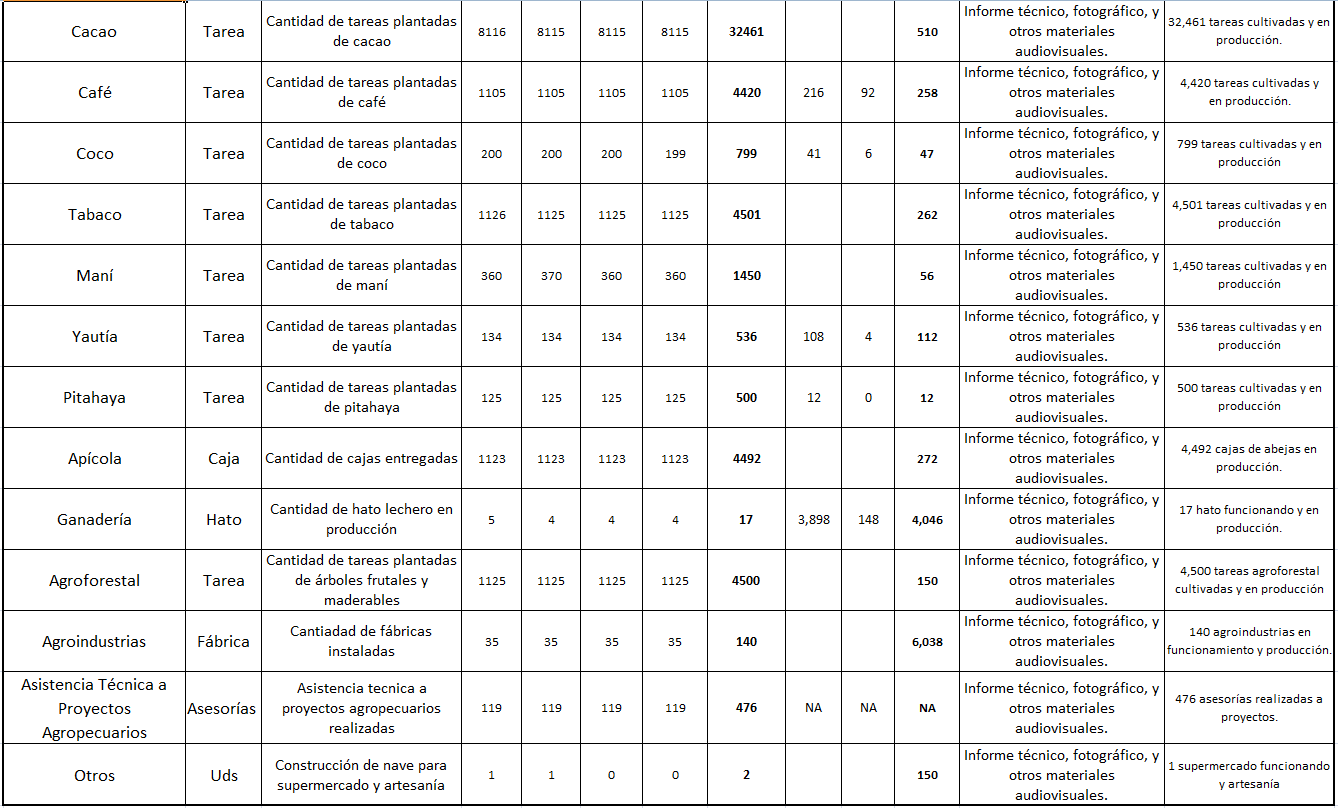 Cacao Tarea Cantidad de tareas plantadas de cacao 8116 8115 8115 8115 32461 510 Informe técnico, fotográfico, y otros materiales audiovisuales. 32,461 tareas cultivadas y en producción.
Café Tarea Cantidad de tareas plantadas de café 1105 1105 1105 1105 4420 216 92 258 Informe técnico, fotográfico, y otros materiales audiovisuales. 4,420 tareas cultivadas y en producción.
Coco Tarea Cantidad de tareas plantadas de coco 200 200 200 199 799 41 6 47 Informe técnico, fotográfico, y otros materiales audiovisuales. 799 tareas cultivadas y en producción
Tabaco Tarea Cantidad de tareas plantadas de tabaco 1126 1125 1125 1125 4501 262 Informe técnico, fotográfico, y otros materiales audiovisuales. 4,501 tareas cultivadas y en producción
Maní Tarea Cantidad de tareas plantadas de maní 360 370 360 360 1450 56 Informe técnico, fotográfico, y otros materiales audiovisuales. 1,450 tareas cultivadas y en producción
Yautía Tarea Cantidad de tareas plantadas de yautía 134 134 134 134 536 108 4 112 Informe técnico, fotográfico, y otros materiales audiovisuales. 536 tareas cultivadas y en producción
Pitahaya Tarea Cantidad de tareas plantadas de pitahaya 125 125 125 125 500 12 0 12 Informe técnico, fotográfico, y otros materiales audiovisuales. 500 tareas cultivadas y en producción
Apícola Caja Cantidad de cajas entregadas 1123 1123 1123 1123 4492 272 Informe técnico, fotográfico, y otros materiales audiovisuales. 4,492 cajas de abejas en producción.
Ganadería Hato Cantidad de hato lechero en producción 5 4 4 4 17 3,898 148 4,046 Informe técnico, fotográfico, y otros materiales audiovisuales. 17 hato funcionando y en producción.
Agroforestal Tarea Cantidad de tareas plantadas de árboles frutales y maderables 1125 1125 1125 1125 4500 150 Informe técnico, fotográfico, y otros materiales audiovisuales. 4,500 tareas agroforestal cultivadas y en producción
Agroindustrias Fábrica Cantiadad de fábricas instaladas 35 35 35 35 140 6,038 Informe técnico, fotográfico, y otros materiales audiovisuales. 140 agroindustrias en funcionamiento y producción.
Asistencia Técnica a Proyectos Agropecuarios Asesorías Asistencia tecnica a proyectos agropecuarios realizadas 119 119 119 119 476 NA NA NA Informe técnico, fotográfico, y otros materiales audiovisuales. 476 asesorías realizadas a proyectos.
Otros Uds Construcción de nave para supermercado y artesanía 1 1 0 0 2 150 Informe técnico, fotográfico, y otros materiales audiovisuales. 1 supermercado funcionando y artesanía